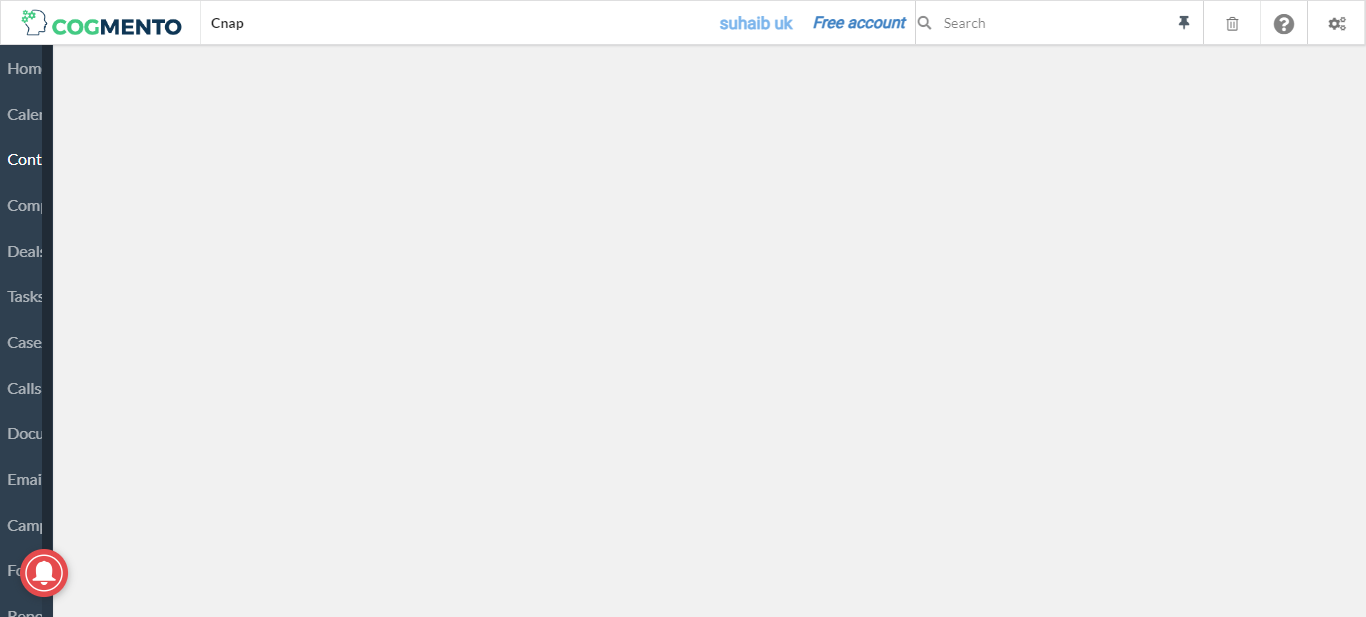 COGMENTO
Cnap
suhaib uk
Free account
Search
Hom
Caler
Cont
Comp
Deals
Tasks
Case
Calls
Docu
Emai
Camp
Fo